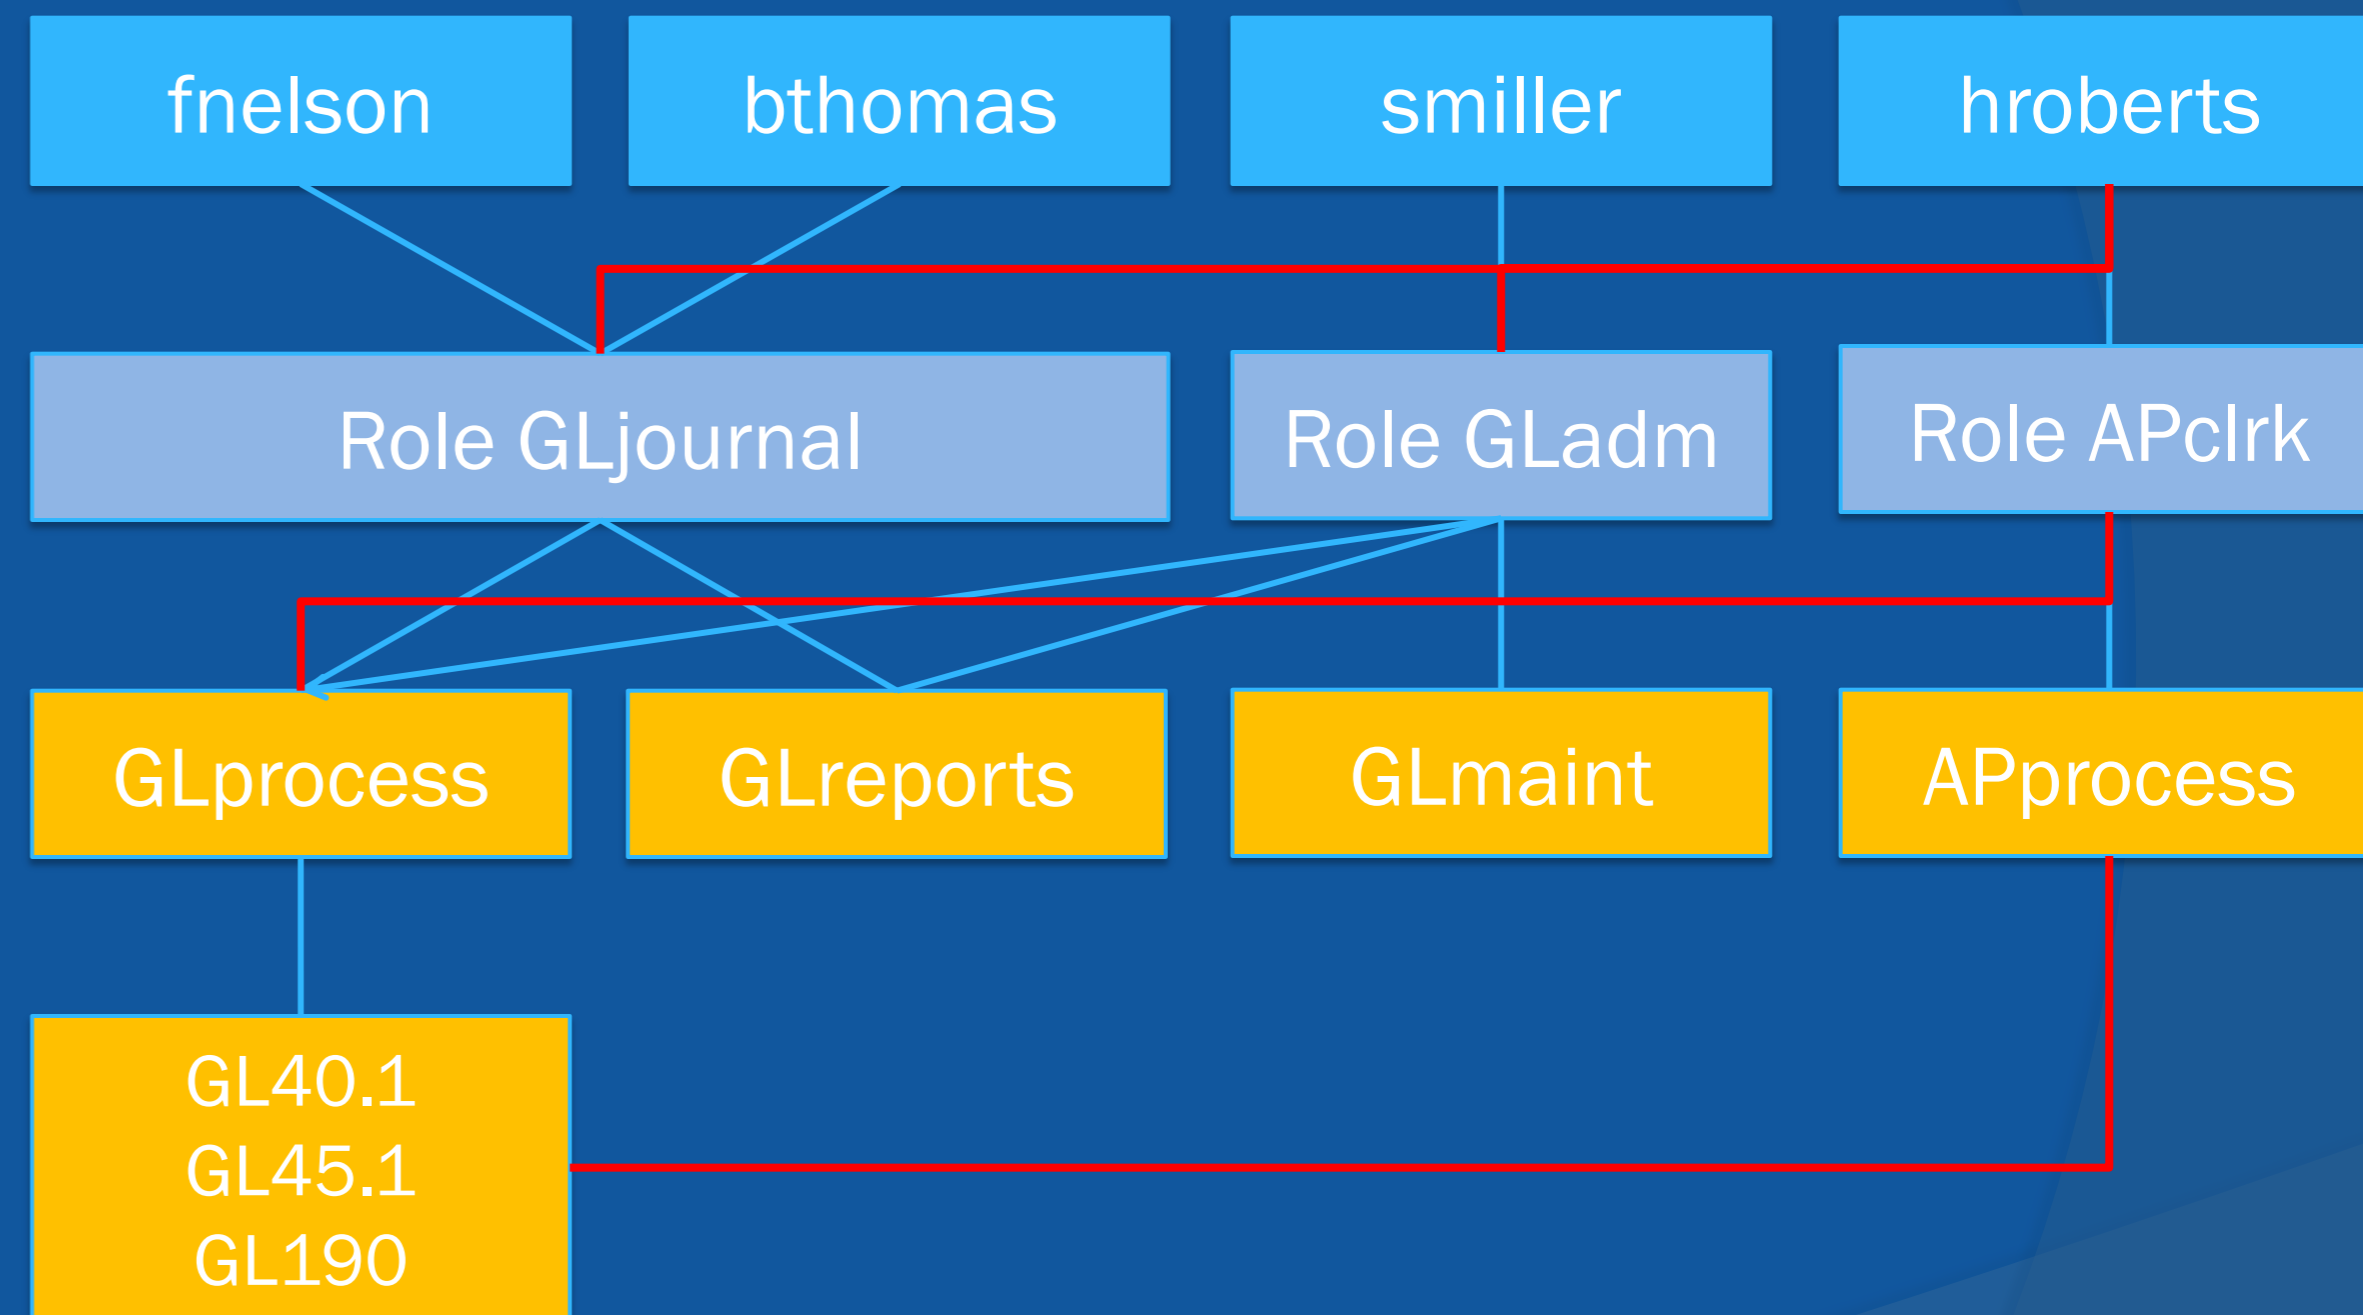 fnelson
bthomas
smiller
hroberts
Role GLjournal
Role GLadm
Role APclrk
GLprocess
GLreports
GLmaint
APprocess
GL40.1
GL45.1
GL190